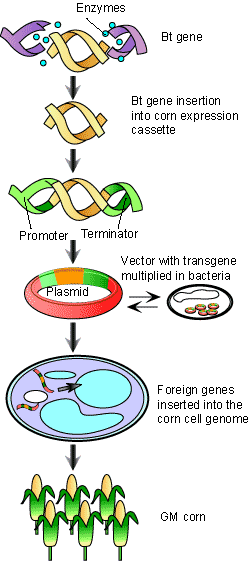 Enzymes
Bt gene
Bt gene insertion
into corn expression
cassette
Promoter
Terminator
Vector with transgene
multiplied in bacteria
Plasmid
Foreign genes
inserted into the
corn cell genome
GM corn